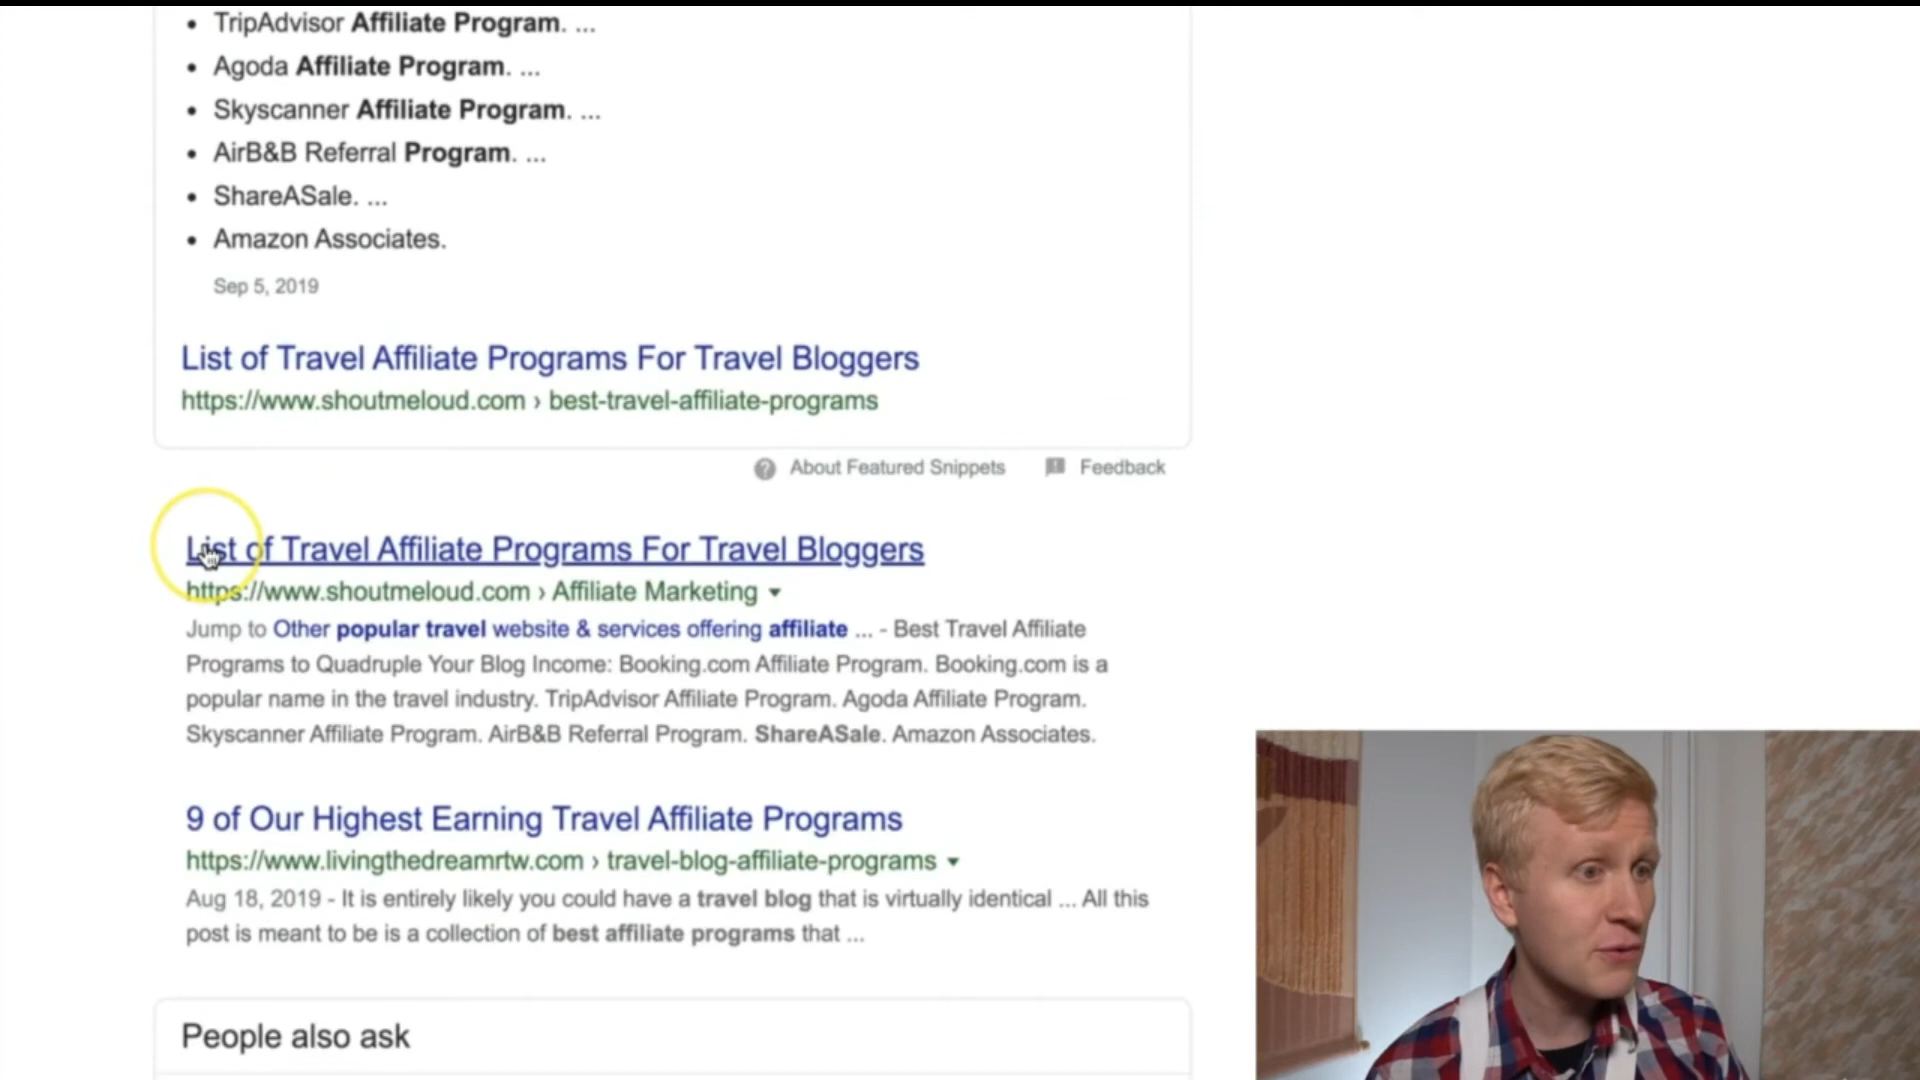 • TripAdvisor Affiliate Program. ...
• Agoda Affiliate Program. ...
• Skyscanner Affiliate Program. ...
• AirB&B Referral Program. ...
• ShareASale. ...
• Amazon Associates.
Sep 5, 2019
List of Travel Affiliate Programs For Travel Bloggers
https://www.shoutmeloud.com › best-travel-affiliate-programs
About Featured Snippets Feedback
List of Travel Affiliate Programs For Travel Bloggers
https://www.shoutmeloud.com › Affiliate Marketing
Jump to Other popular travel website & services offering affiliate ... - Best Travel Affiliate
Programs to Quadruple Your Blog Income: Booking.com Affiliate Program. Booking.com is a
popular name in the travel industry. TripAdvisor Affiliate Program. Agoda Affiliate Program.
Skyscanner Affiliate Program. AirB&B Referral Program. ShareASale. Amazon Associates.
9 of Our Highest Earning Travel Affiliate Programs
https://www.livingthedreamrtw.com › travel-blog-affiliate-programs
Aug 18, 2019 - It is entirely likely you could have a travel blog that is virtually identical ... All this
post is meant to be is a collection of best affiliate programs that ...
People also ask